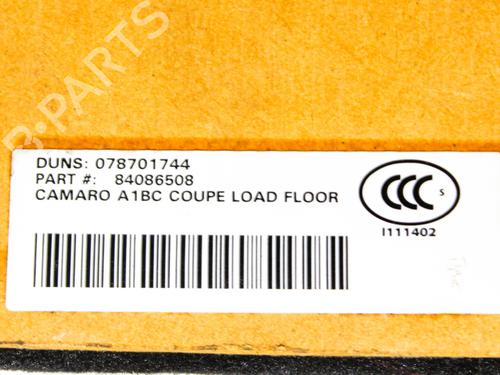 B-PARTS
DUNS: 078701744
PART #: 84086508
CAMARO A1BC COUPE LOAD FLOOR
CCC S
I111402